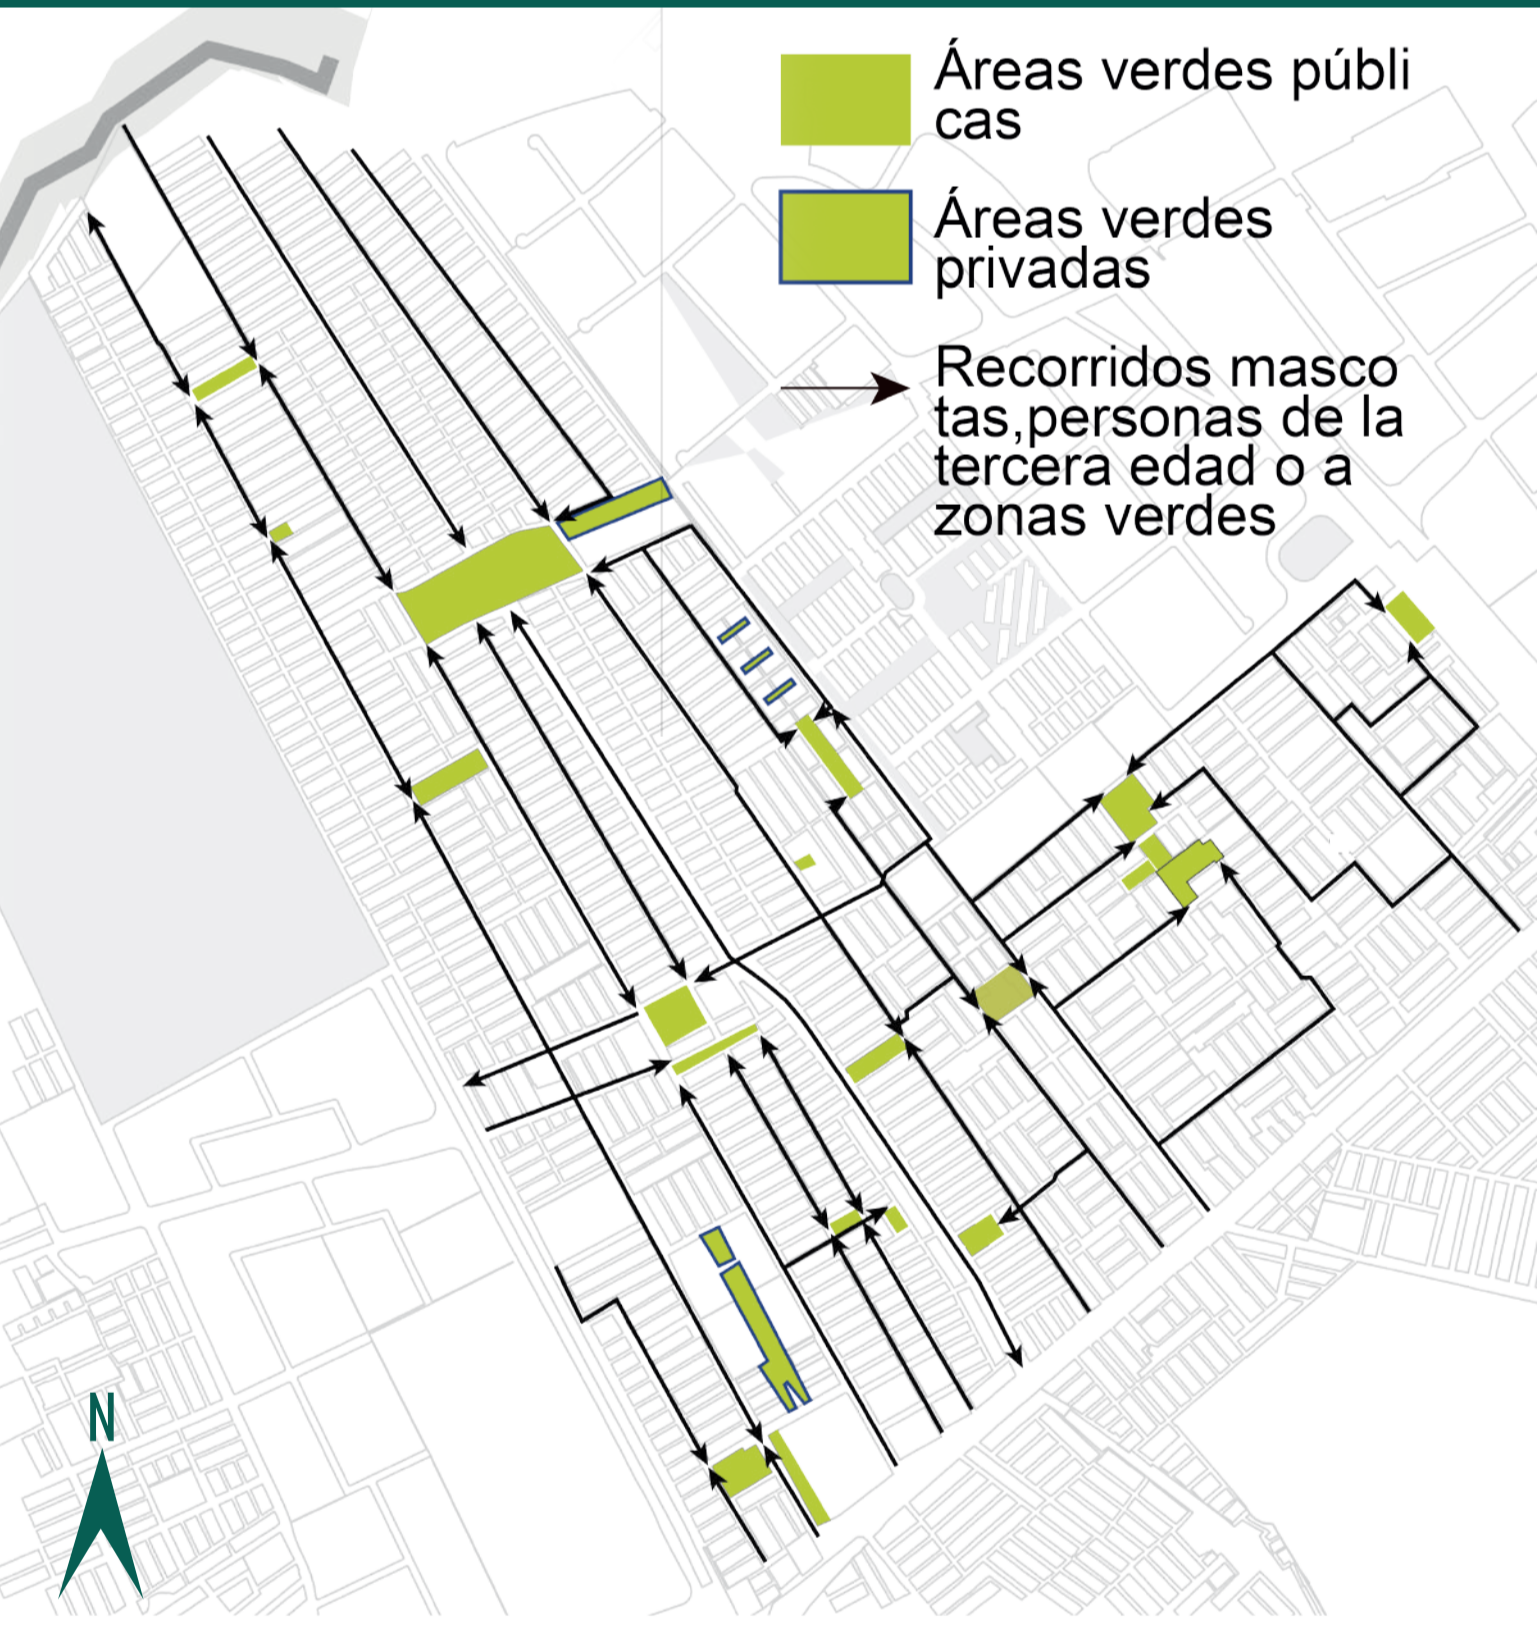 Áreas verdes públi
cas
Áreas verdes
privadas
Recorridos masco
tas,personas de la
tercera edad o a
zonas verdes
N